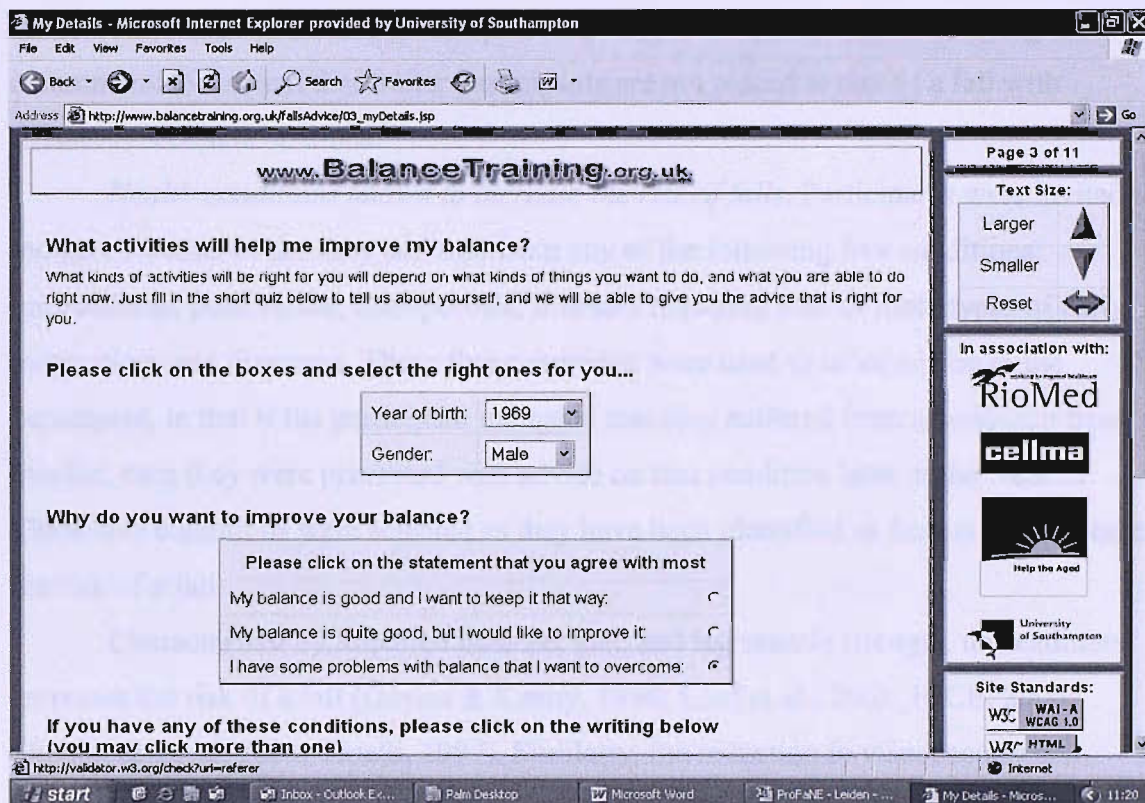 My Details - Microsoft Internet Explorer provided by University of Southampton
File Edit View Favorites Tools Help
Back Search Favorites
Address http://www.balancetraining.org.uk/fallsAdvice/03_myDetails.jsp Go
www.BalanceTraining.org.uk
What activities will help me improve my balance?
What kinds of activities will be right for you will depend on what kinds of things you want to do, and what you are able to do
right now. Just fill in the short quiz below to tell us about yourself, and we will be able to give you the advice that is right for
you.
Please click on the boxes and select the right ones for you...
Year of birth: 1969
Gender: Male
Why do you want to improve your balance?
Please click on the statement that you agree with most
My balance is good and I want to keep it that way:
My balance is quite good, but I would like to improve it:
I have some problems with balance that I want to overcome:
If you have any of these conditions, please click on the writing below
(you may click more than one)
Page 3 of 11
Text Size:
Larger
Smaller
Reset
In association with:
RioMed
cellma
Help the Aged
University
of Southampton
Site Standards:
W3C WAI-A
WCAG 1.0
W3C HTML
http://validator.w3.org/check?uri=referer Internet
start Inbox - Outlook Ex... Palm Desktop Microsoft Word ProFaNE - Leiden - ... My Details - Micros... 11:20